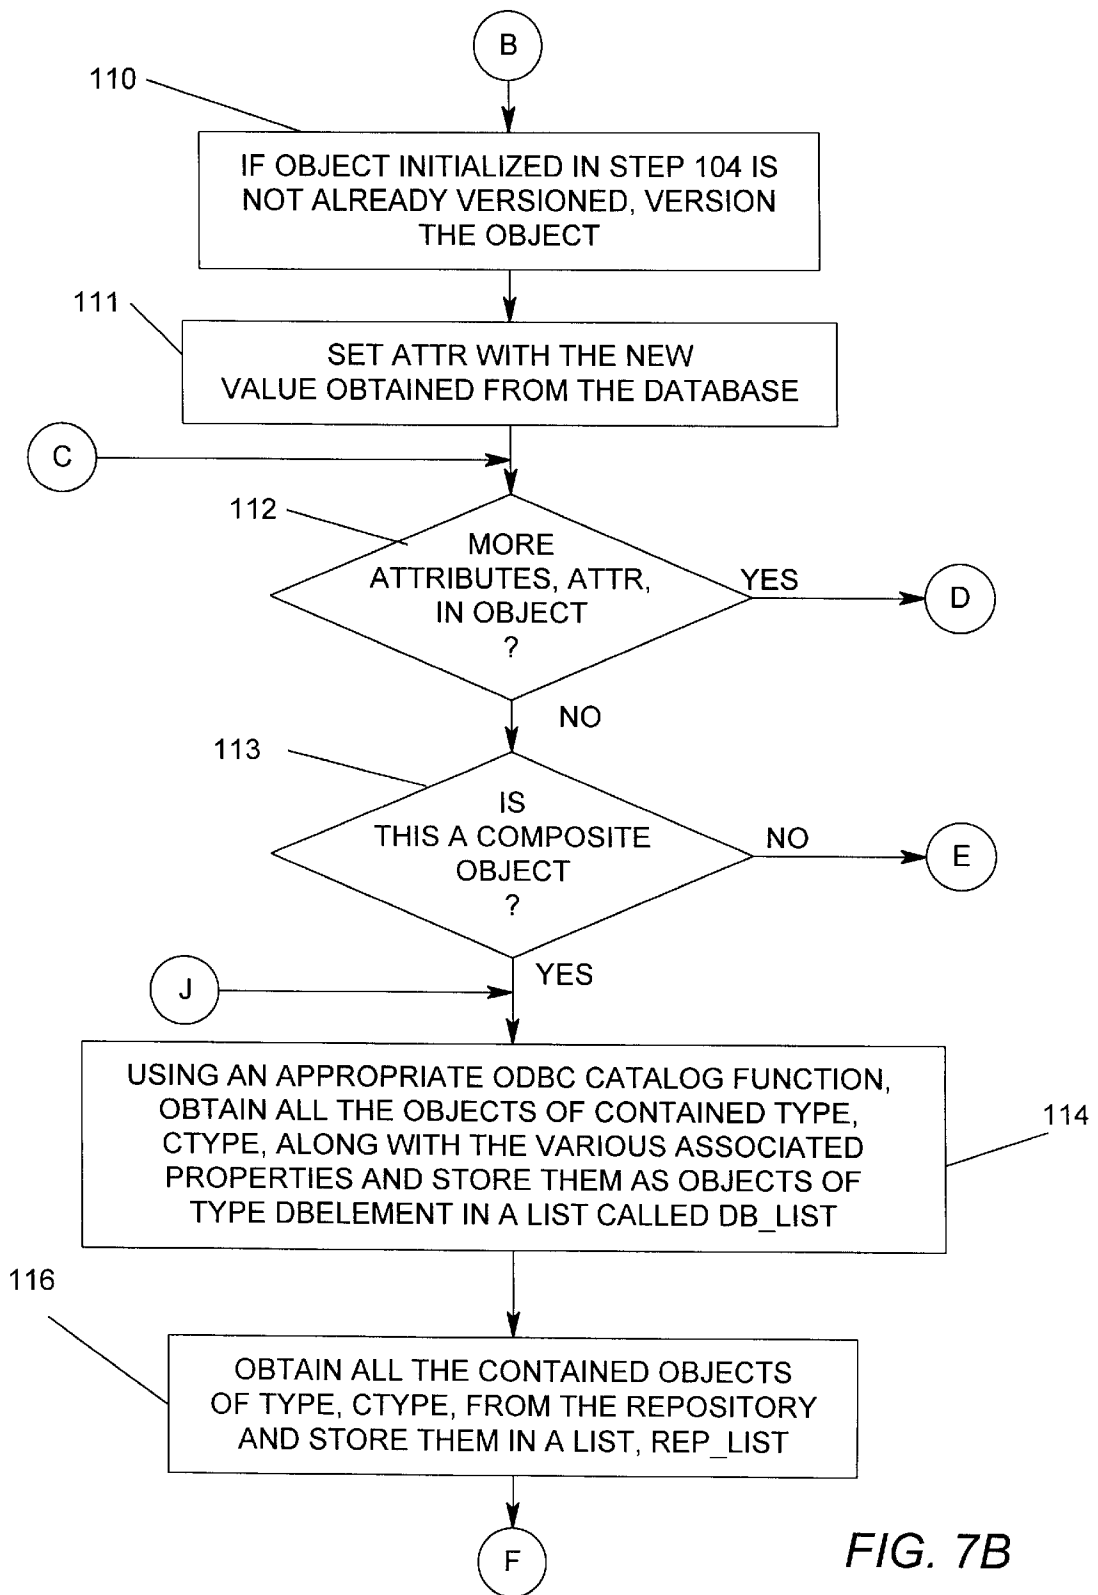 B
110
IF OBJECT INITIALIZED IN STEP 104 IS
NOT ALREADY VERSIONED, VERSION
THE OBJECT
111
SET ATTR WITH THE NEW
VALUE OBTAINED FROM THE DATABASE
C
112
MORE
ATTRIBUTES, ATTR,
IN OBJECT
?
YES
D
NO
113
IS
THIS A COMPOSITE
OBJECT
?
NO
E
YES
J
USING AN APPROPRIATE ODBC CATALOG FUNCTION,
OBTAIN ALL THE OBJECTS OF CONTAINED TYPE,
CTYPE, ALONG WITH THE VARIOUS ASSOCIATED
PROPERTIES AND STORE THEM AS OBJECTS OF
TYPE DBELEMENT IN A LIST CALLED DB_LIST
114
116
OBTAIN ALL THE CONTAINED OBJECTS
OF TYPE, CTYPE, FROM THE REPOSITORY
AND STORE THEM IN A LIST, REP_LIST
F
FIG. 7B